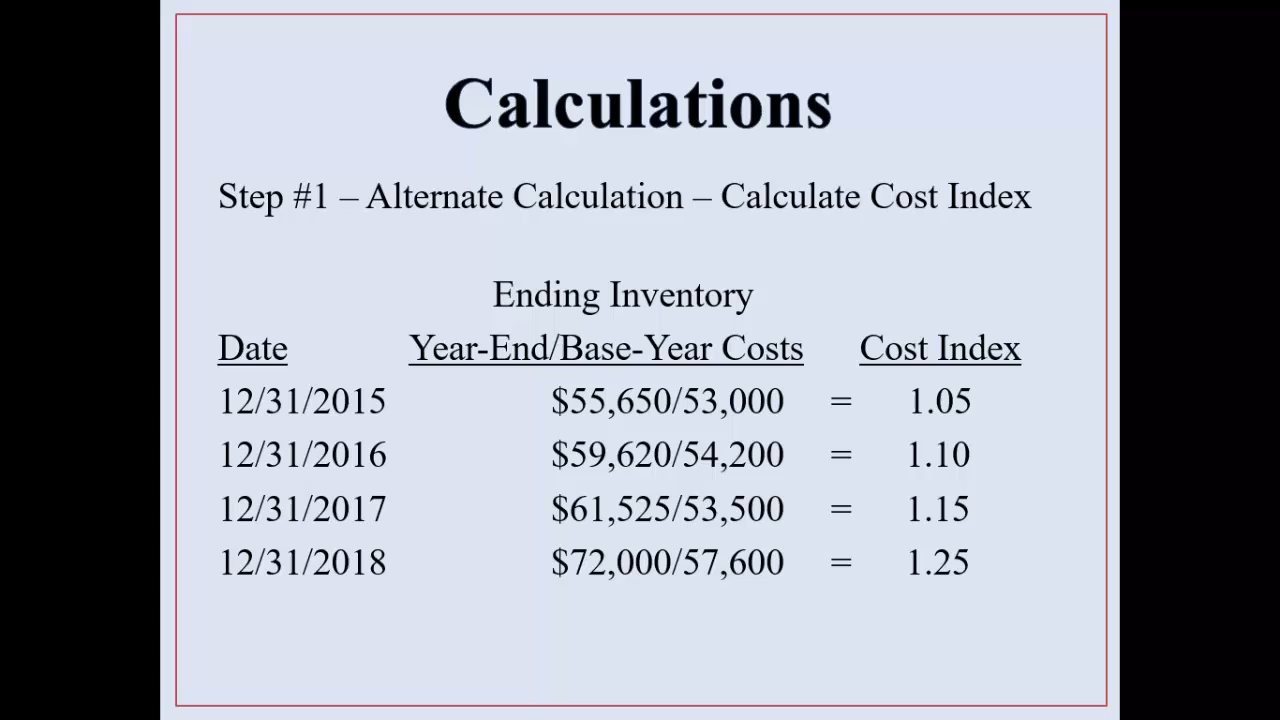 Calculations
Step #1 – Alternate Calculation – Calculate Cost Index
Ending Inventory
Date Year-End/Base-Year Costs Cost Index
12/31/2015 $55,650/53,000 = 1.05
12/31/2016 $59,620/54,200 = 1.10
12/31/2017 $61,525/53,500 = 1.15
12/31/2018 $72,000/57,600 = 1.25